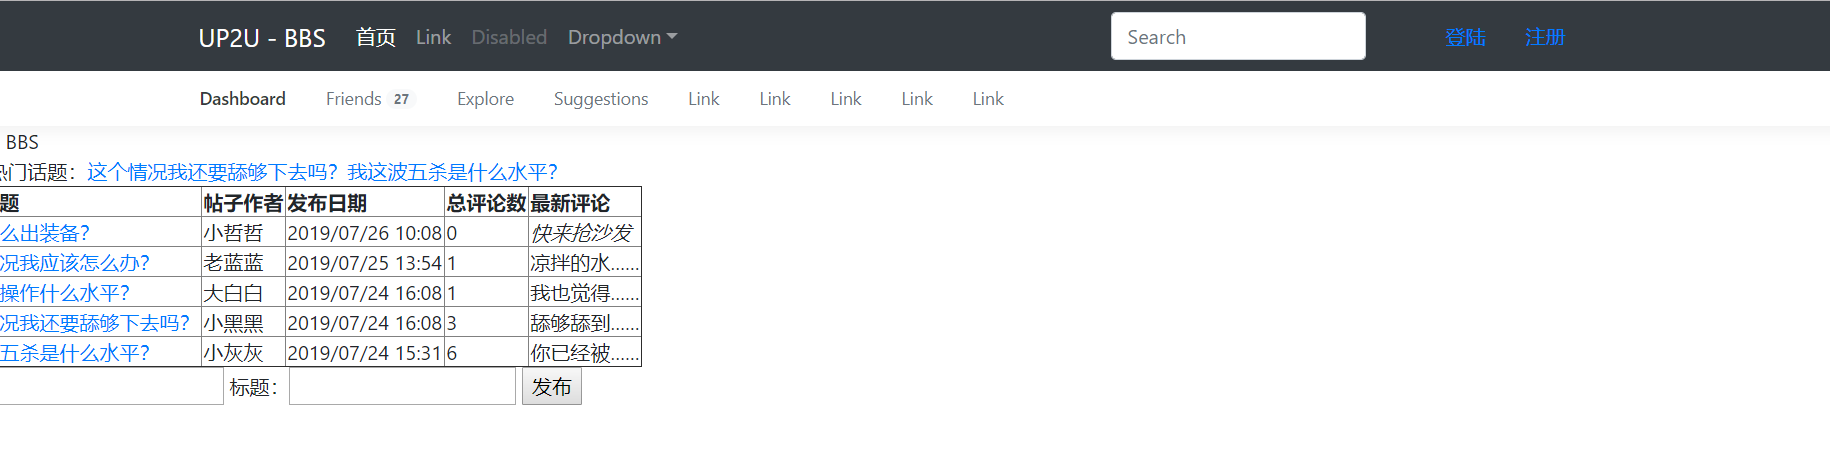 UP2U - BBS 首页 Link Disabled Dropdown Search 登陆 注册
Dashboard Friends 27 Explore Suggestions Link Link Link Link Link
BBS
热门话题：这个情况我还要舔够下去吗？我这波五杀是什么水平？
题 帖子作者 发布日期 总评论数 最新评论
么出装备？ 小哲哲 2019/07/26 10:08 0 快来抢沙发
况我应该怎么办？ 老蓝蓝 2019/07/25 13:54 1 凉拌的水……
操作什么水平？ 大白白 2019/07/24 16:08 1 我也觉得……
况我还要舔够下去吗？ 小黑黑 2019/07/24 16:08 3 舔够舔到……
五杀是什么水平？ 小灰灰 2019/07/24 15:31 6 你已经被……
标题： 发布